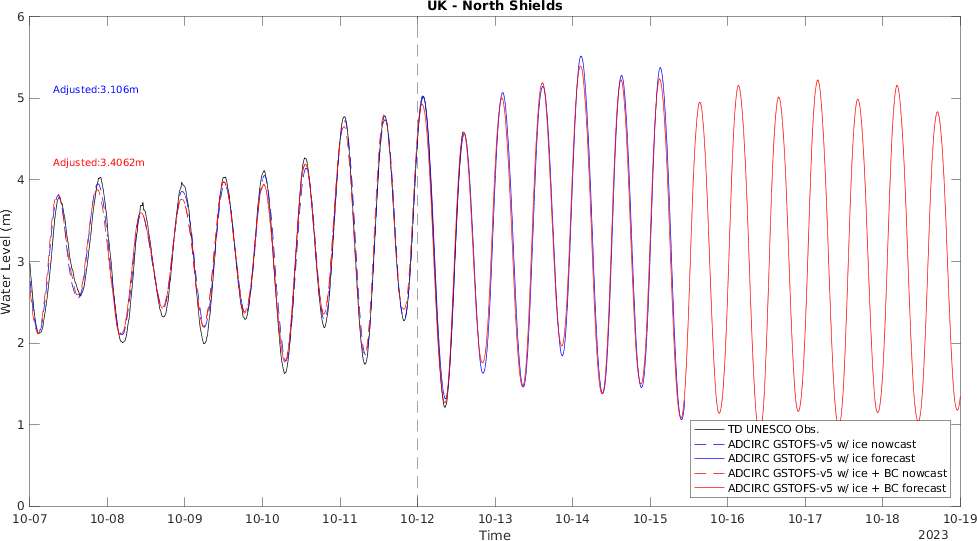 UK - North Shields
6
5
4
3
2
1
0
Water Level (m)
Adjusted:3.106m
Adjusted:3.4062m
TD UNESCO Obs.
ADCIRC GSTOFS-v5 w/ ice nowcast
ADCIRC GSTOFS-v5 w/ ice forecast
ADCIRC GSTOFS-v5 w/ ice + BC nowcast
ADCIRC GSTOFS-v5 w/ ice + BC forecast
10-07 10-08 10-09 10-10 10-11 10-12 10-13 10-14 10-15 10-16 10-17 10-18 10-19
Time
2023